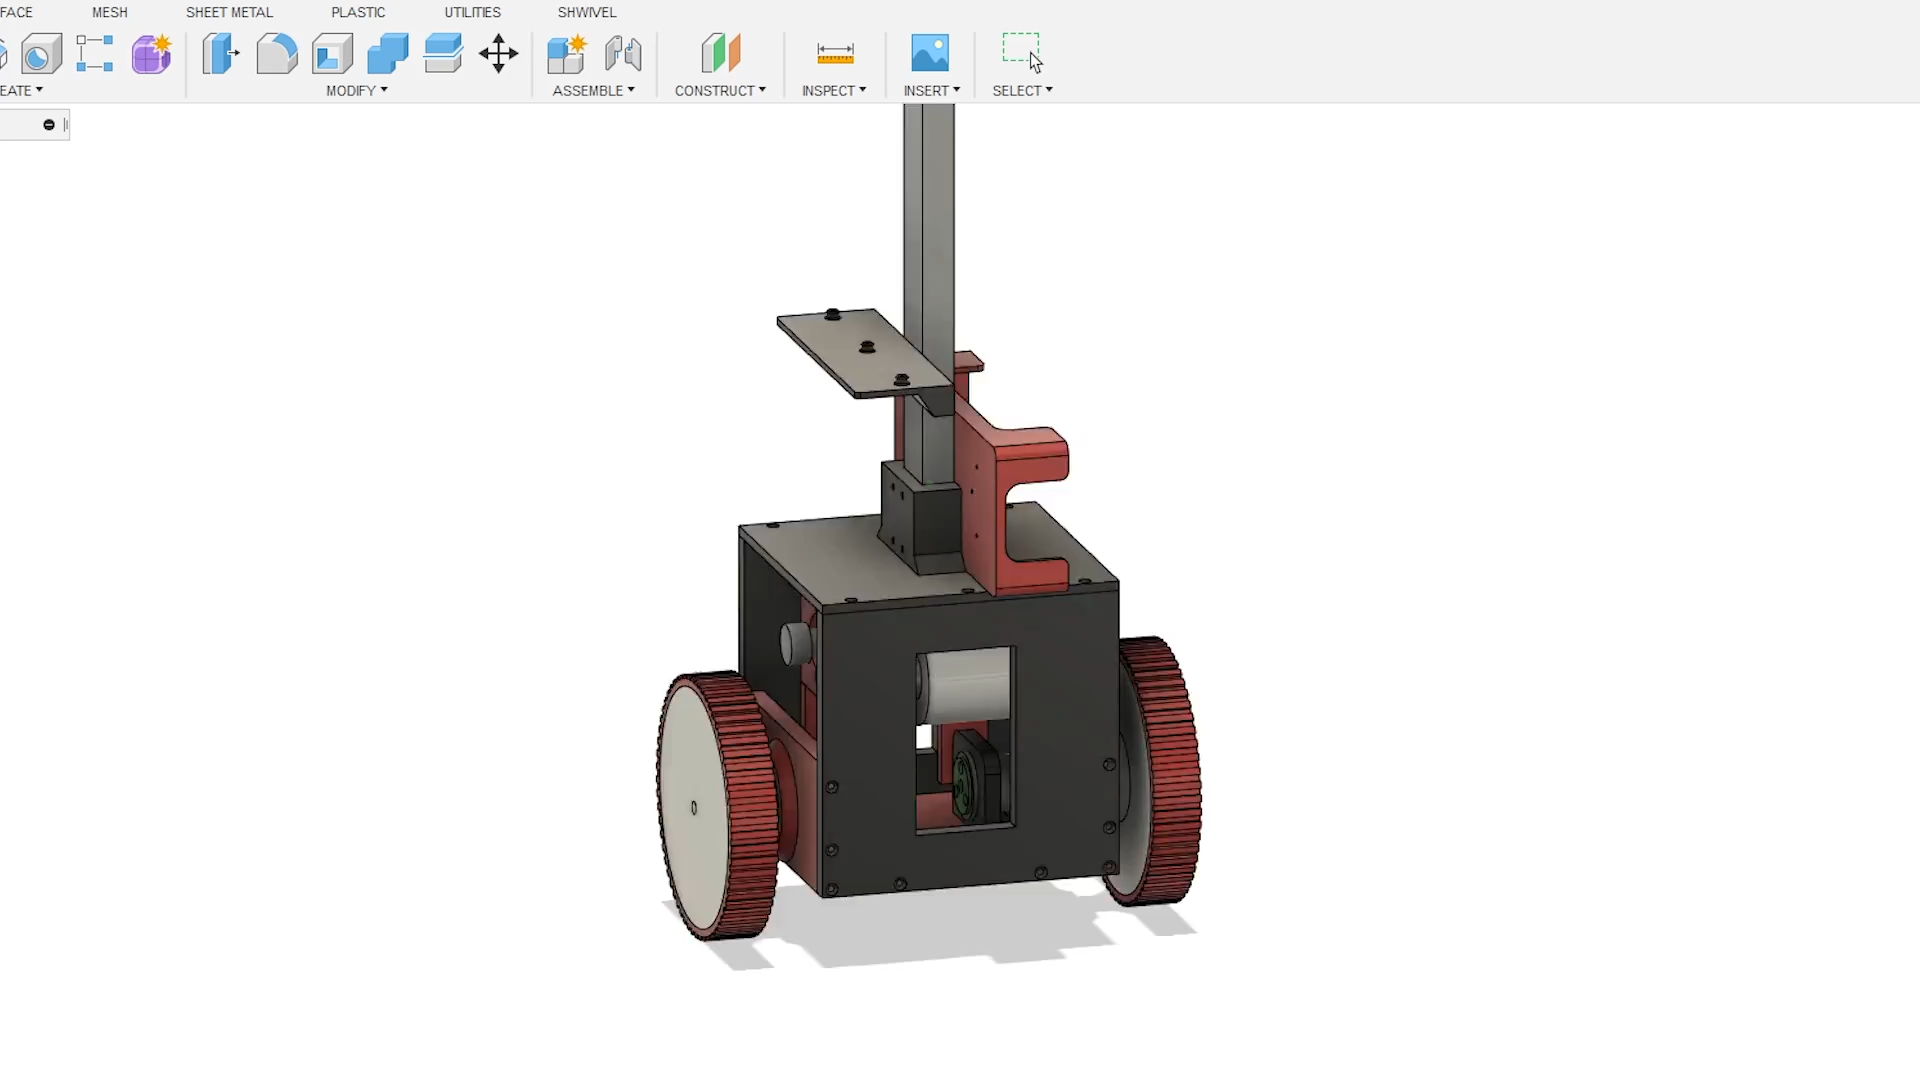 FACE MESH SHEET METAL PLASTIC UTILITIES SHWIVEL
EATE MODIFY ASSEMBLE CONSTRUCT INSPECT INSERT SELECT